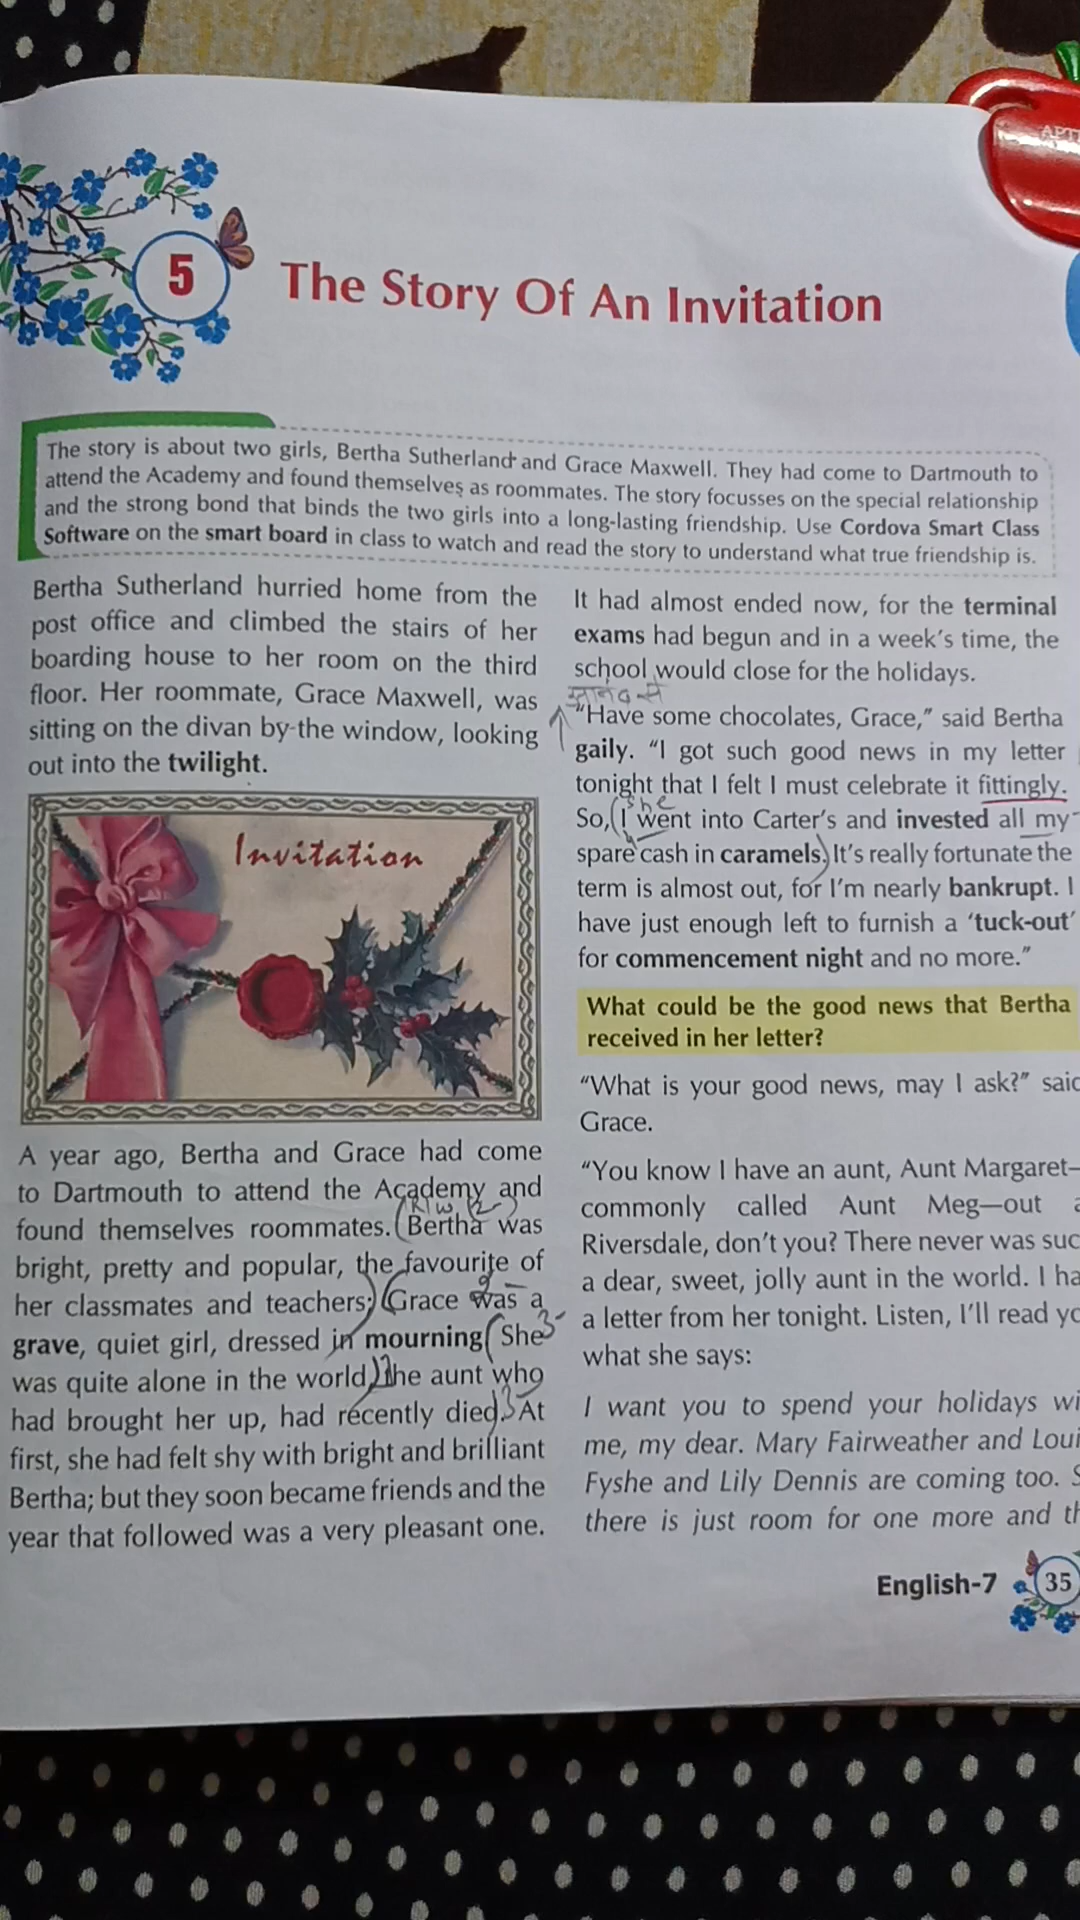 APT
5
The Story Of An Invitation
The story is about two girls, Bertha Sutherland and Grace Maxwell. They had come to Dartmouth to
attend the Academy and found themselves as roommates. The story focusses on the special relationship
and the strong bond that binds the two girls into a long-lasting friendship. Use Cordova Smart Class
Software on the smart board in class to watch and read the story to understand what true friendship is.
Bertha Sutherland hurried home from the
post office and climbed the stairs of her
boarding house to her room on the third
floor. Her roommate, Grace Maxwell, was
sitting on the divan by-the window, looking
out into the twilight.
Invitation
A year ago, Bertha and Grace had come
to Dartmouth to attend the Academy and
found themselves roommates. Bertha was
bright, pretty and popular, the favourite of
her classmates and teachers; Grace was a
grave, quiet girl, dressed in mourning. She
was quite alone in the world, the aunt who
had brought her up, had recently died. At
first, she had felt shy with bright and brilliant
Bertha; but they soon became friends and the
year that followed was a very pleasant one.
It had almost ended now, for the terminal
exams had begun and in a week's time, the
school would close for the holidays.
"Have some chocolates, Grace," said Bertha
gaily. "I got such good news in my letter
tonight that I felt I must celebrate it fittingly.
she
So, I went into Carter's and invested all my
spare cash in caramels. It's really fortunate the
term is almost out, for I'm nearly bankrupt. I
have just enough left to furnish a 'tuck-out'
for commencement night and no more."
What could be the good news that Bertha
received in her letter?
"What is your good news, may I ask?" said
Grace.
"You know I have an aunt, Aunt Margaret—
commonly called Aunt Meg—out a
Riversdale, don't you? There never was suc
a dear, sweet, jolly aunt in the world. I ha
a letter from her tonight. Listen, I'll read yo
what she says:
I want you to spend your holidays wi
me, my dear. Mary Fairweather and Loui
Fyshe and Lily Dennis are coming too. S
there is just room for one more and th
English-7
35